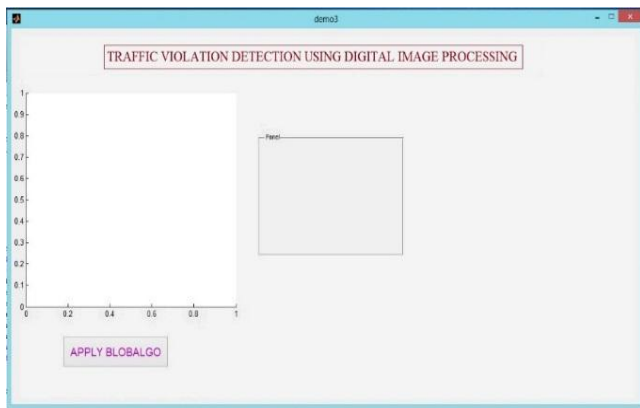 demo3
TRAFFIC VIOLATION DETECTION USING DIGITAL IMAGE PROCESSING
1
0.9
0.8
0.7
0.6
0.5
0.4
0.3
0.2
0.1
0
0 0.2 0.4 0.6 0.8 1
Panel
APPLY BLOBALGO